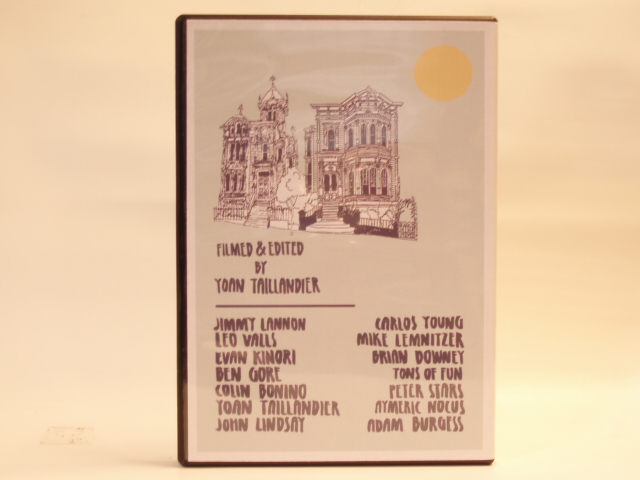 FILMED & EDITED
BY
YOAN TAILLANDIER
JIMMY LANNON
LEO VALLS
EVAN KINORI
BEN GORE
COLIN BONINO
YOAN TAILLANDIER
JOHN LINDSAY
CARLOS YOUNG
MIKE LEMNITZER
BRIAN DOWNEY
TONS OF FUN
PETER STARS
AYMERIC NOCUS
ADAM BURGESS